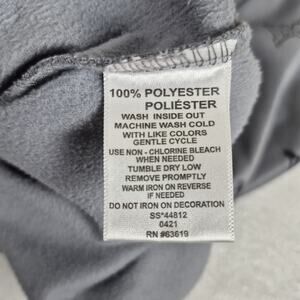 100% POLYESTER
POLIÉSTER
WASH INSIDE OUT
MACHINE WASH COLD
WITH LIKE COLORS
GENTLE CYCLE
USE NON - CHLORINE BLEACH
WHEN NEEDED
TUMBLE DRY LOW
REMOVE PROMPTLY
WARM IRON ON REVERSE
IF NEEDED
DO NOT IRON ON DECORATION
SS*44812
0421
RN #63619